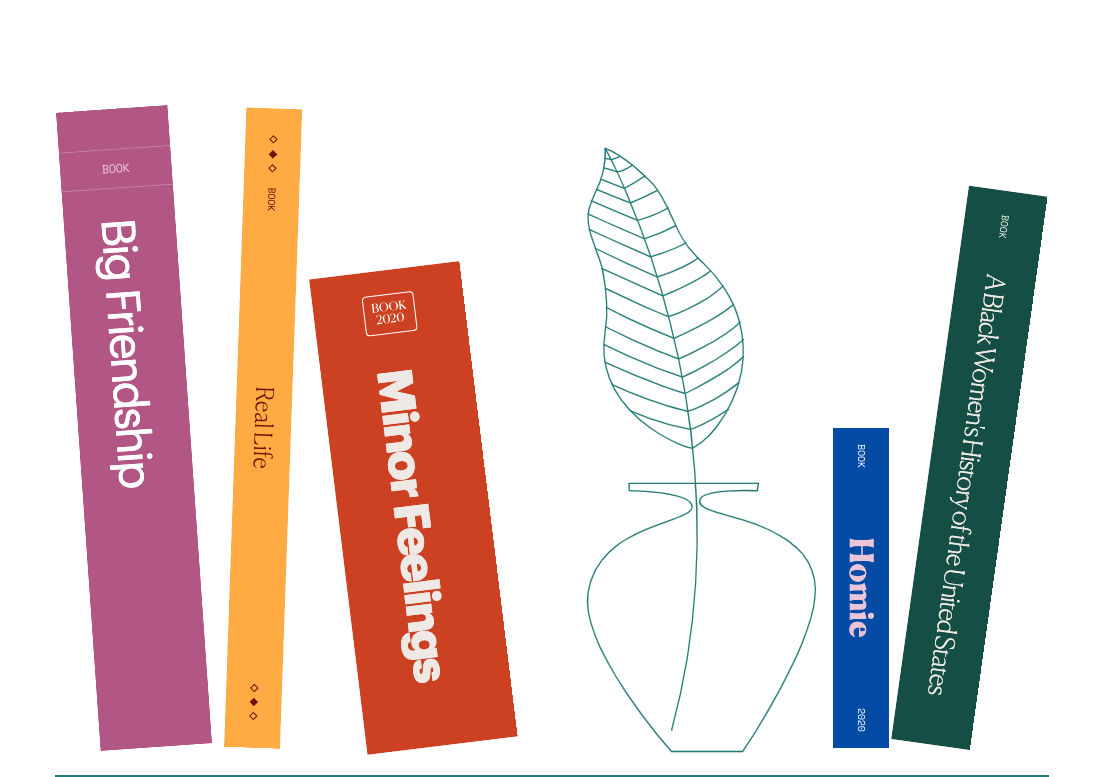 BOOK
Big Friendship
BOOK
Real Life
BOOK
2020
Minor Feelings
BOOK
Homie
2020
BOOK
A Black Women's History of the United States